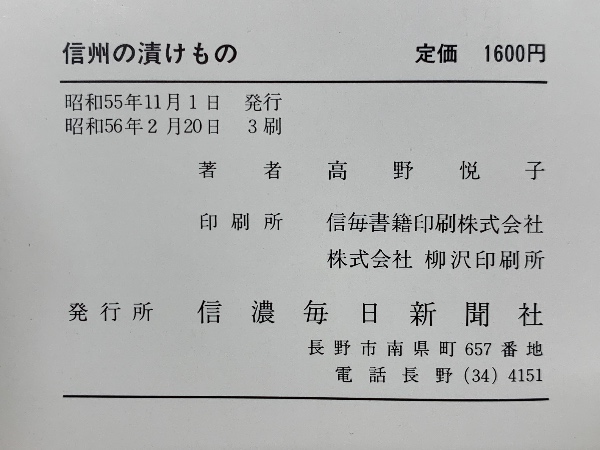 信州の漬けもの 定価 1600円
昭和55年11月1日 発行
昭和56年2月20日 3刷
著者 高野悦子
印刷所 信毎書籍印刷株式会社
株式会社 柳沢印刷所
発行所 信濃毎日新聞社
長野市南県町657番地
電話長野(34)4151